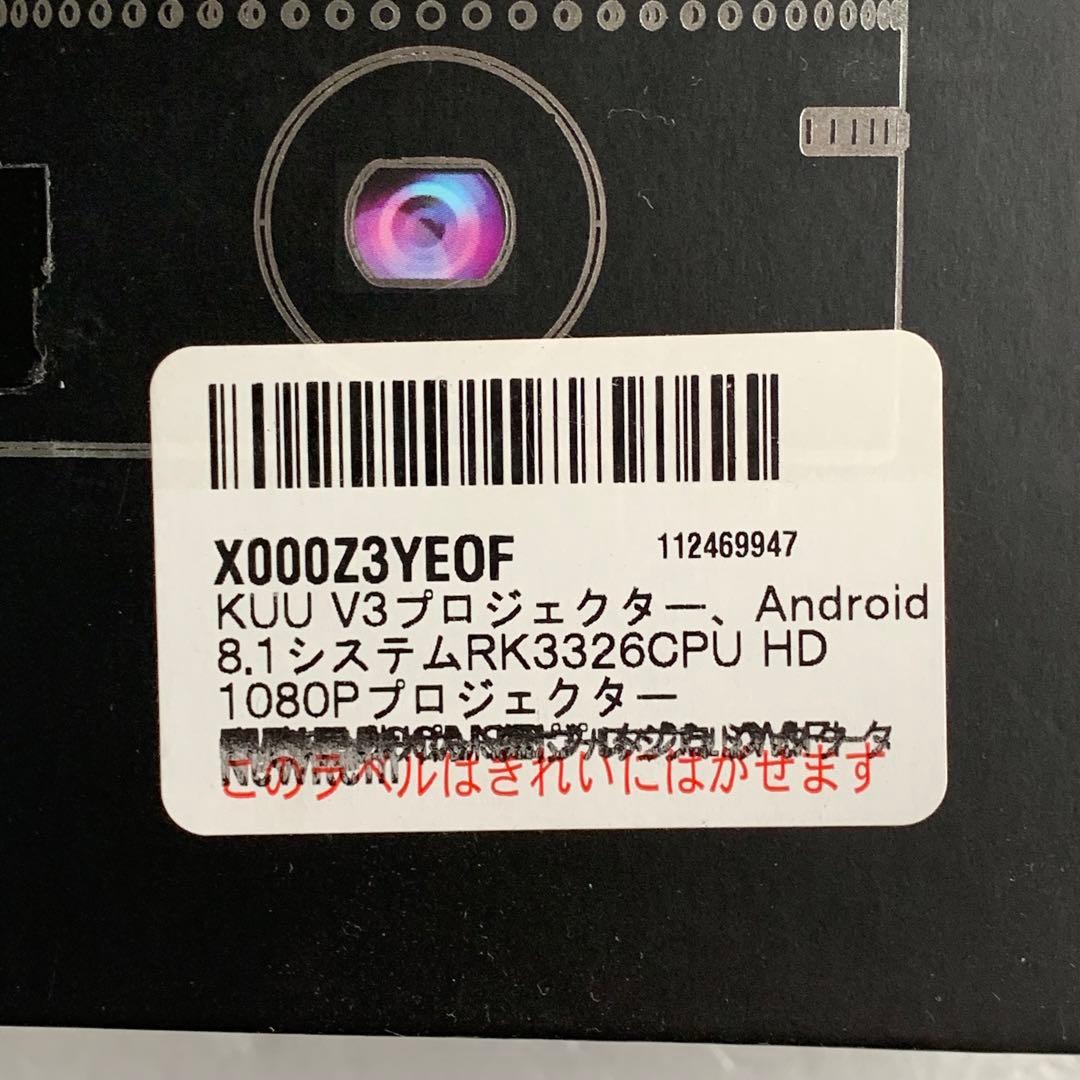 X000Z3YEOF 112469947
KUU V3プロジェクター、Android
8.1システムRK3326CPU HD
1080Pプロジェクター
このラベルはきれいにはがせます